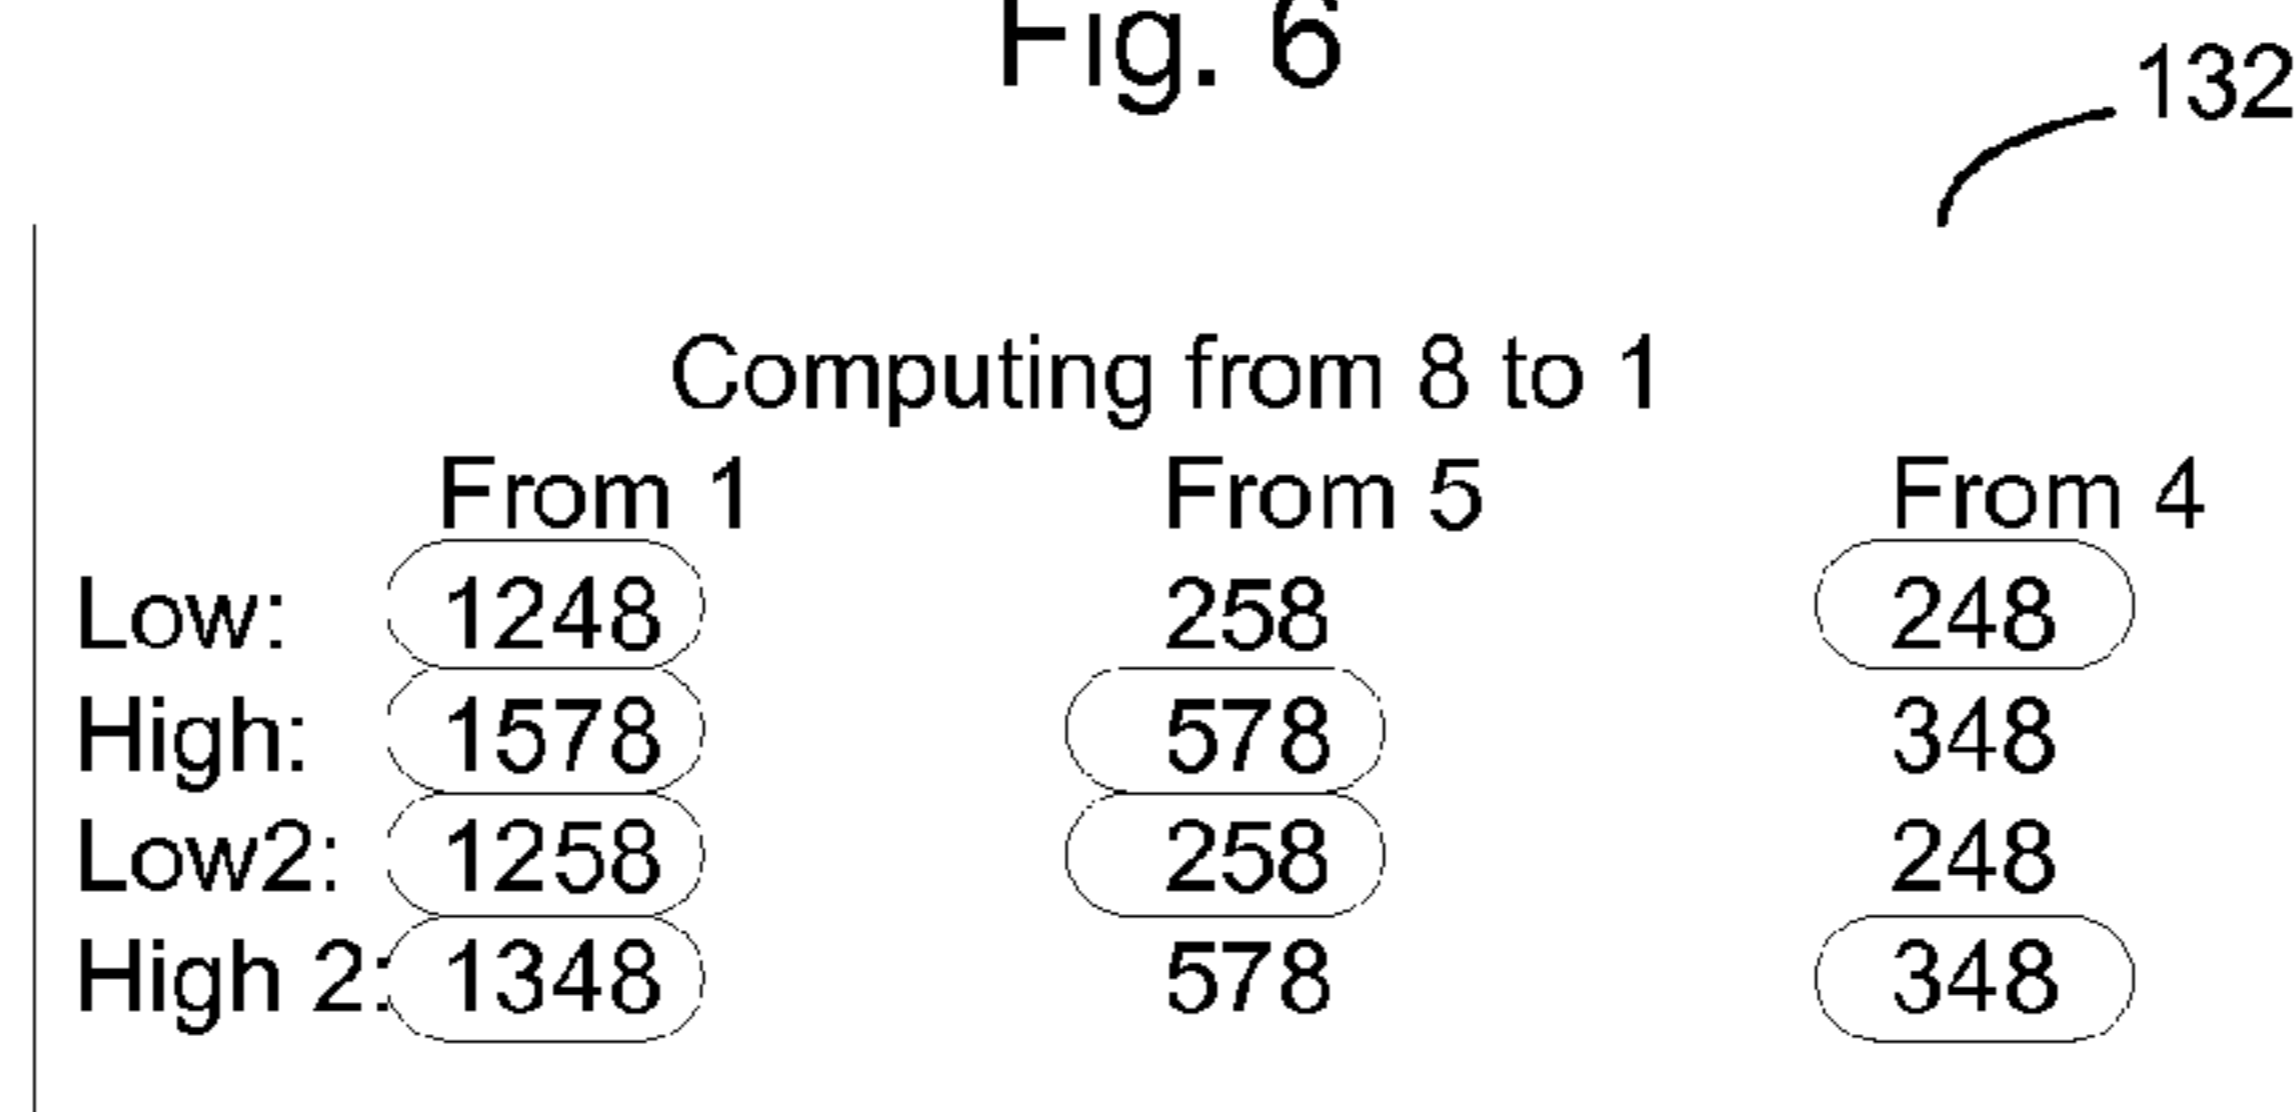 Fig. 6
132
Computing from 8 to 1
From 1 From 5 From 4
Low: 1248 258 248
High: 1578 578 348
Low2: 1258 258 248
High 2: 1348 578 348